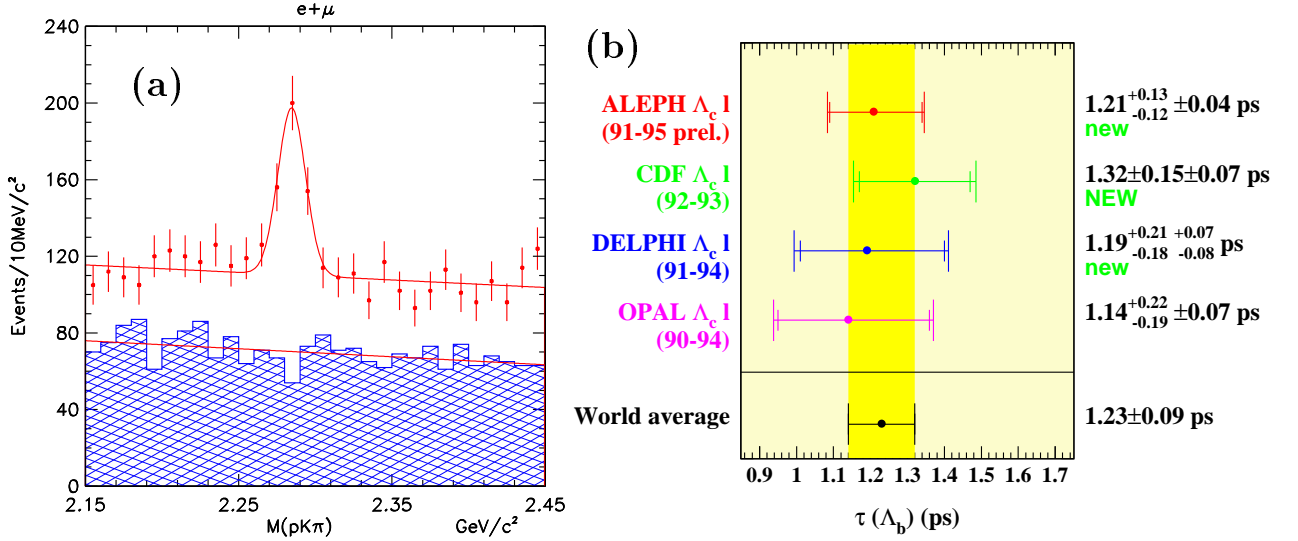 e+μ
(a)
240
200
160
120
80
40
0
Events/10MeV/c²
2.15 2.25 2.35 2.45
M(pKπ) GeV/c²
(b)
ALEPH Λc l
(91-95 prel.)
1.21 +0.13 -0.12 ±0.04 ps
new
CDF Λc l
(92-93)
1.32±0.15±0.07 ps
NEW
DELPHI Λc l
(91-94)
1.19 +0.21 -0.18 +0.07 -0.08 ps
new
OPAL Λc l
(90-94)
1.14 +0.22 -0.19 ±0.07 ps
World average
1.23±0.09 ps
0.9 1 1.1 1.2 1.3 1.4 1.5 1.6 1.7
τ (Λb) (ps)